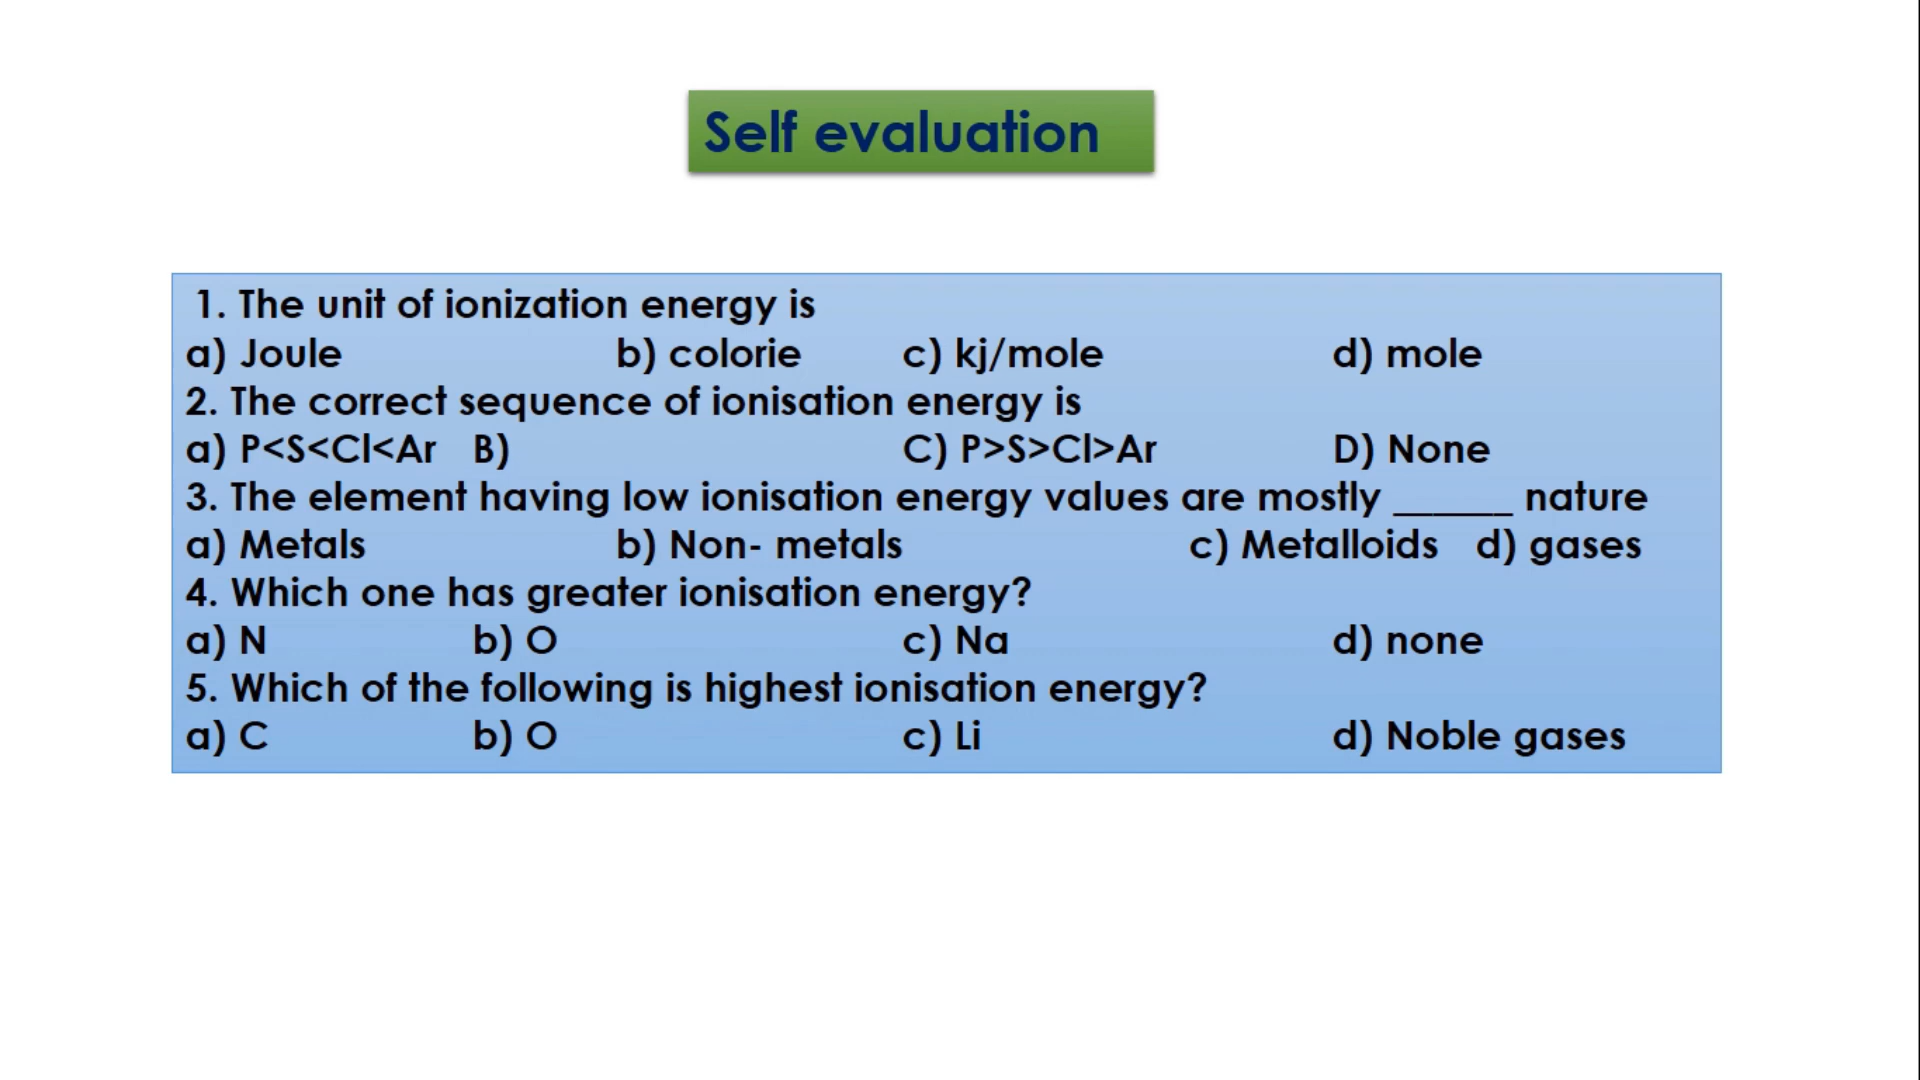 Self evaluation
1. The unit of ionization energy is
a) Joule b) colorie c) kj/mole d) mole
2. The correct sequence of ionisation energy is
a) P<S<Cl<Ar B) C) P>S>Cl>Ar D) None
3. The element having low ionisation energy values are mostly ______ nature
a) Metals b) Non- metals c) Metalloids d) gases
4. Which one has greater ionisation energy?
a) N b) O c) Na d) none
5. Which of the following is highest ionisation energy?
a) C b) O c) Li d) Noble gases